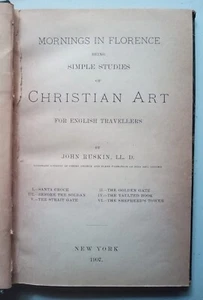 MORNINGS IN FLORENCE
BEING
SIMPLE STUDIES
OF
CHRISTIAN ART
FOR ENGLISH TRAVELLERS
BY
JOHN RUSKIN, LL. D.
I.—SANTA CROCE II.—THE GOLDEN GATE
III.—BEFORE THE SOLDAN IV.—THE VAULTED BOOK
V.—THE STRAIT GATE VI.—THE SHEPHERD'S TOWER
NEW YORK